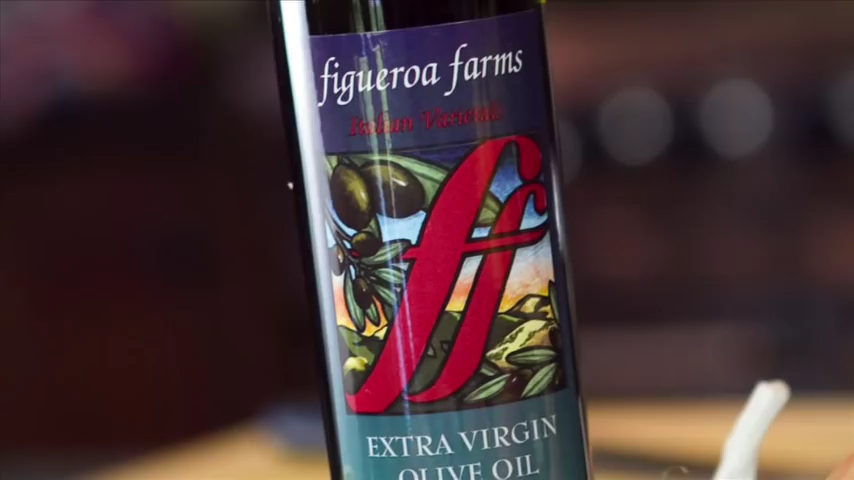 figueroa farms
Italian Varietals
ff
EXTRA VIRGIN
OLIVE OIL